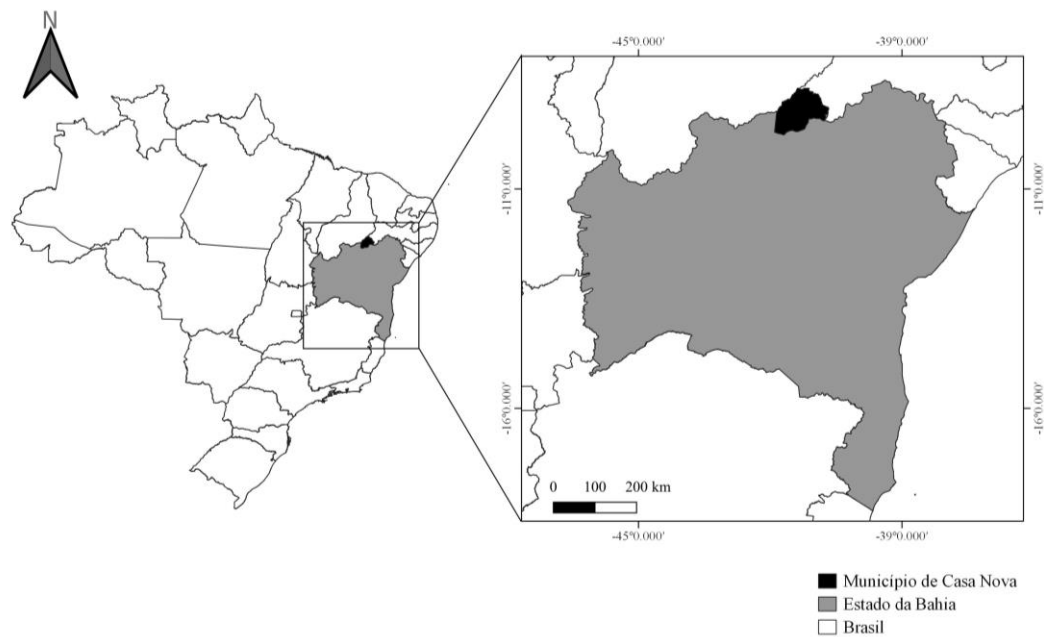 N
-45°0.000'
-39°0.000'
-11°0.000'
-11°0.000'
-16°0.000'
-16°0.000'
0 100 200 km
-45°0.000'
-39°0.000'
Município de Casa Nova
Estado da Bahia
Brasil